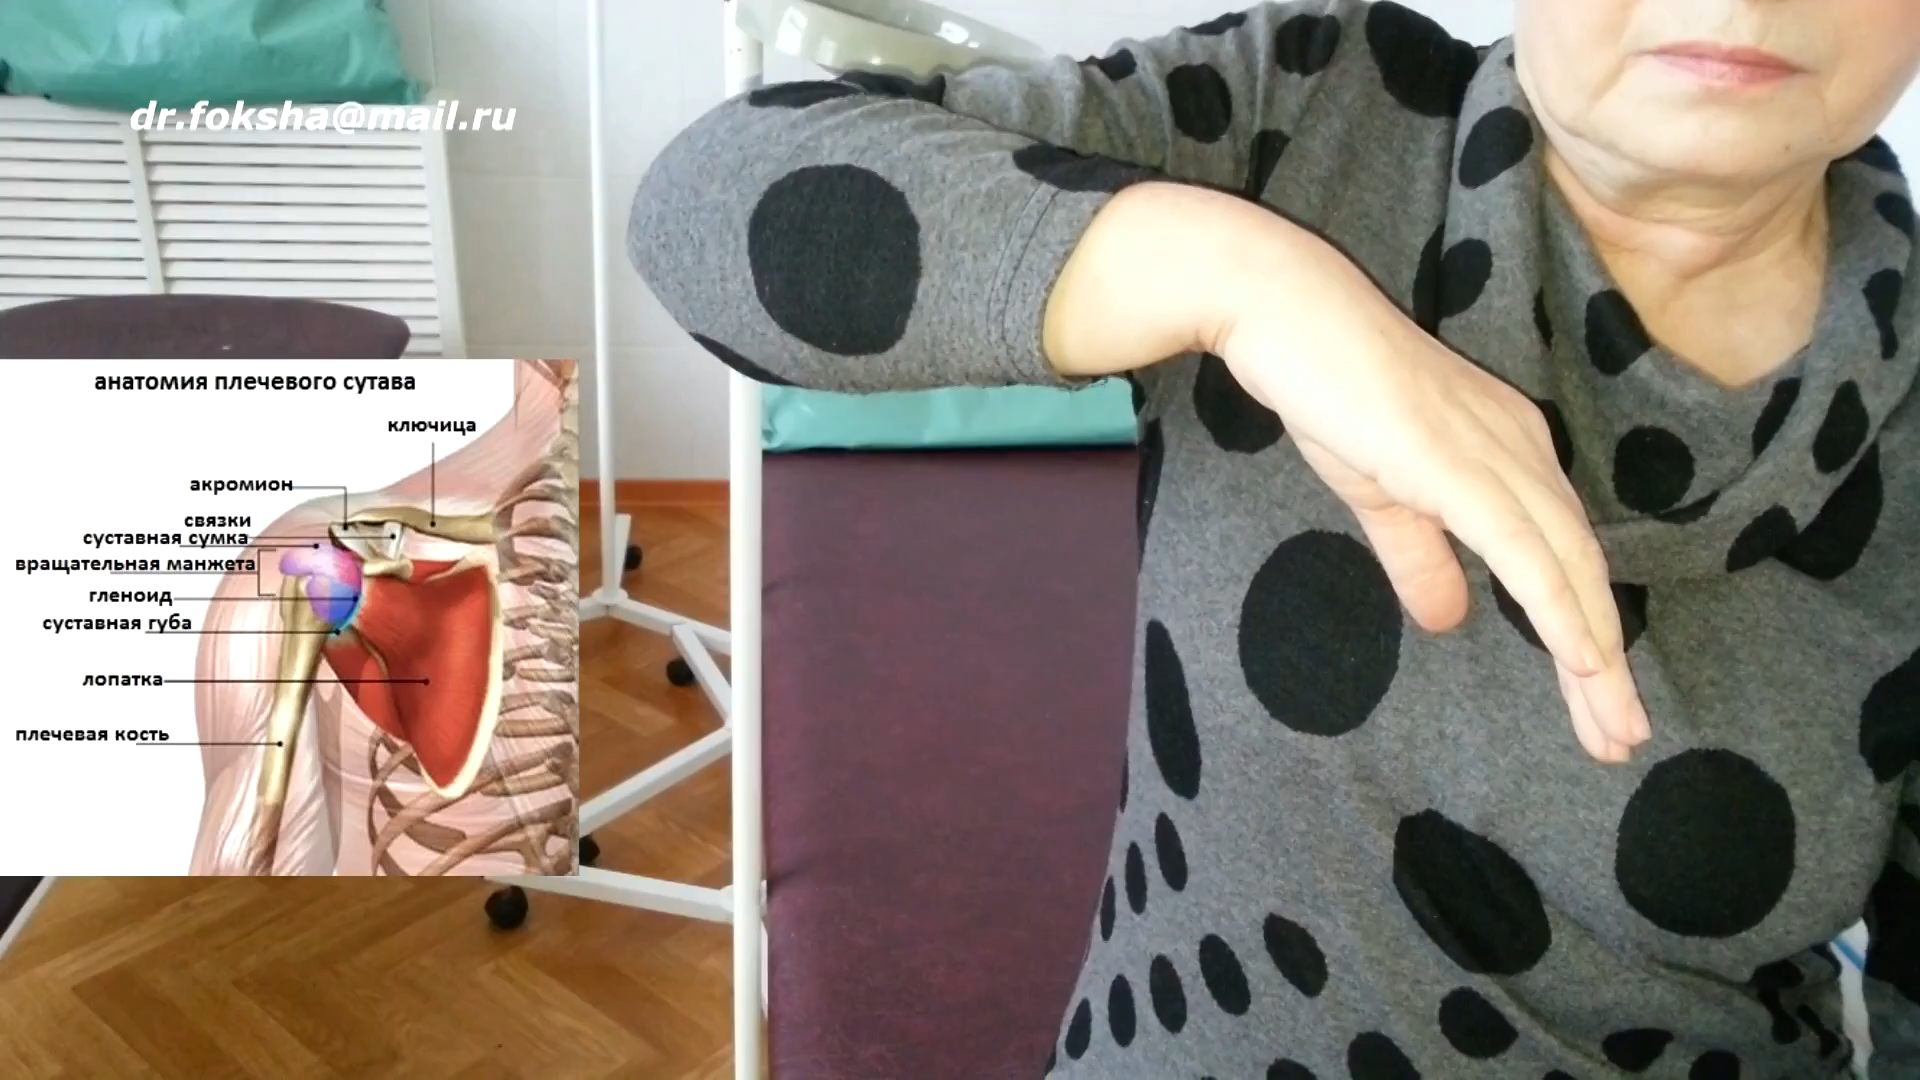 dr.foksha@mail.ru
анатомия плечевого сутава
ключица
акромион
связки
суставная сумка
вращательная манжета
гленоид
суставная губа
лопатка
плечевая кость